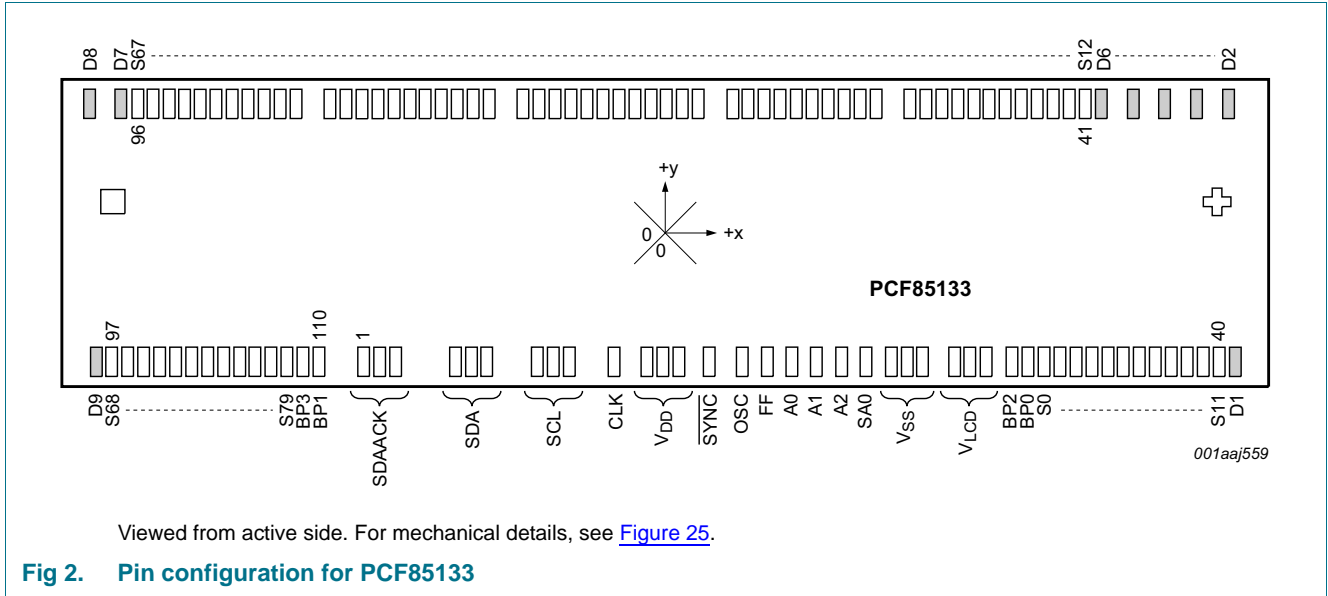 D8 D7 S67 S12 D6 D2
96 41
+y
0 +x
0
PCF85133
97 110 1 40
D9 S68 S79 BP3 BP1 SDAACK SDA SCL CLK VDD SYNC OSC FF A0 A1 A2 SA0 VSS VLCD BP2 BP0 S0 S11 D1
001aaj559
Viewed from active side. For mechanical details, see Figure 25.
Fig 2. Pin configuration for PCF85133